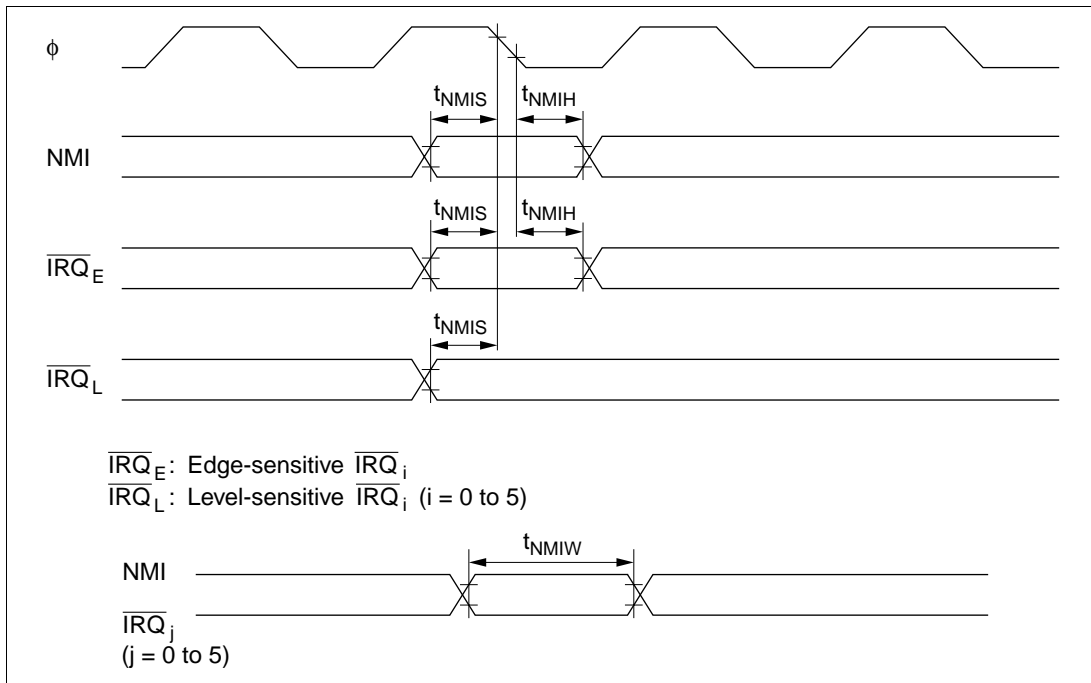 ϕ
tNMIS tNMIH
NMI
tNMIS tNMIH
IRQE
tNMIS
IRQL
IRQE: Edge-sensitive IRQi
IRQL: Level-sensitive IRQi (i = 0 to 5)
tNMIW
NMI
IRQj
(j = 0 to 5)